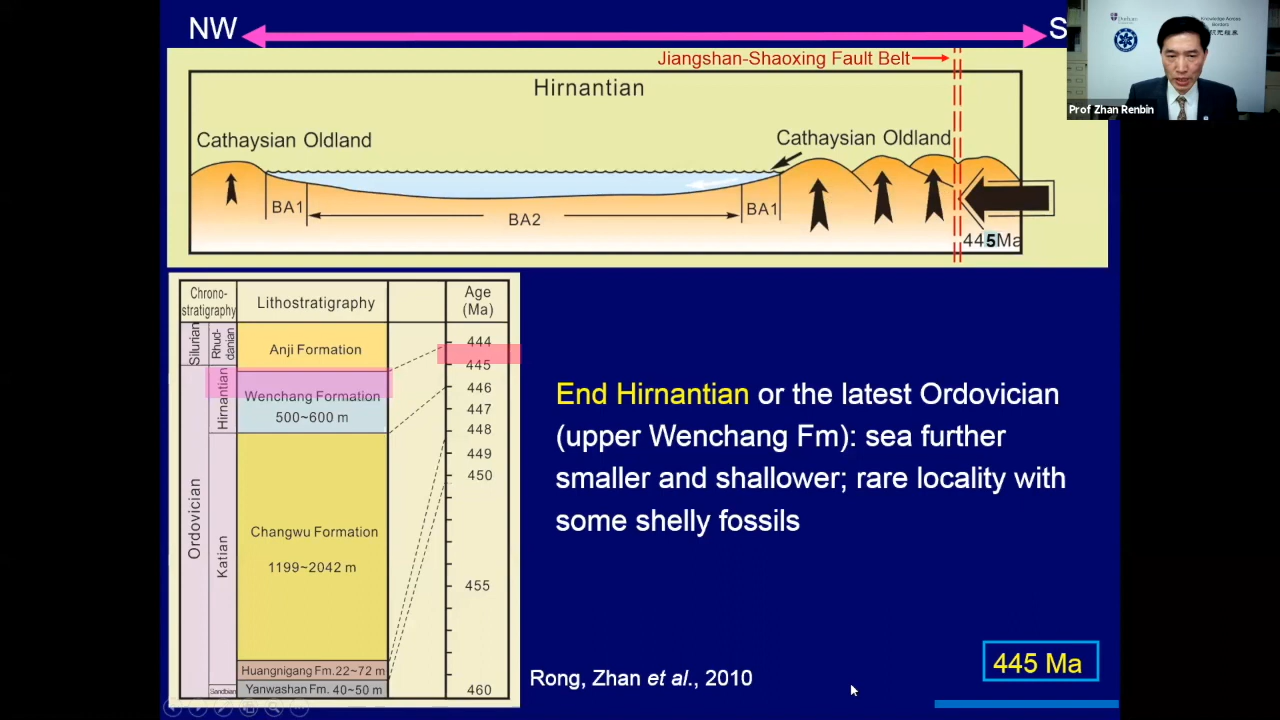 NW
S
Jiangshan-Shaoxing Fault Belt
Hirnantian
Cathaysian Oldland
Cathaysian Oldland
BA1
BA2
BA1
445Ma
Knowledge Across
Borders
Prof Zhan Renbin
Chrono-
stratigraphy
Lithostratigraphy
Age
(Ma)
Silurian
Rhud-
danian
Anji Formation
444
445
Hirnantian
Wenchang Formation
500~600 m
446
447
448
449
450
Ordovician
Katian
Changwu Formation
1199~2042 m
455
Huangnigang Fm. 22~72 m
Sandbian
Yanwashan Fm. 40~50 m
460
End Hirnantian or the latest Ordovician
(upper Wenchang Fm): sea further
smaller and shallower; rare locality with
some shelly fossils
Rong, Zhan et al., 2010
445 Ma